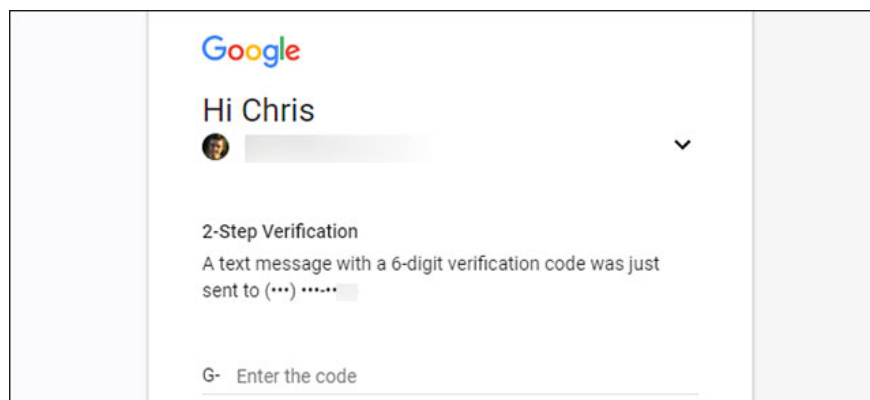 Google
Hi Chris
2-Step Verification
A text message with a 6-digit verification code was just
sent to (•••) •••-••
G- Enter the code